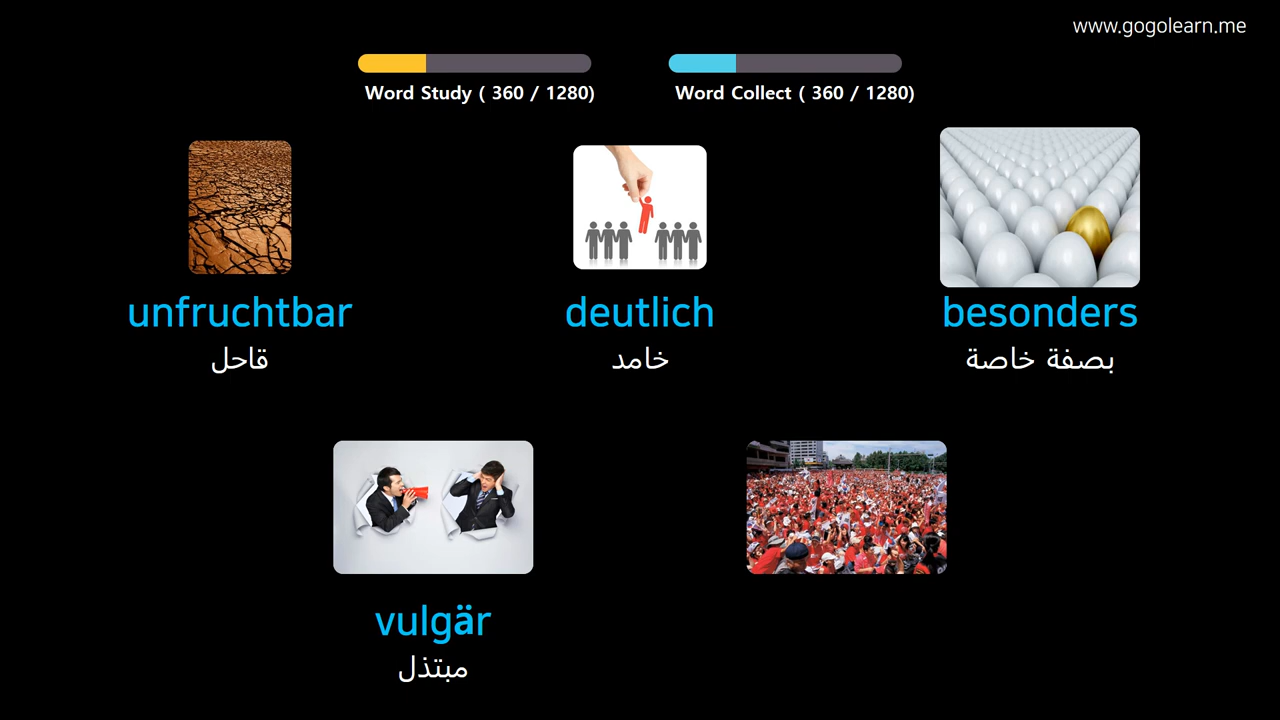 www.gogolearn.me
Word Study ( 360 / 1280)
Word Collect ( 360 / 1280)
unfruchtbar
قاحل
deutlich
خامد
besonders
بصفة خاصة
vulgär
مبتذل